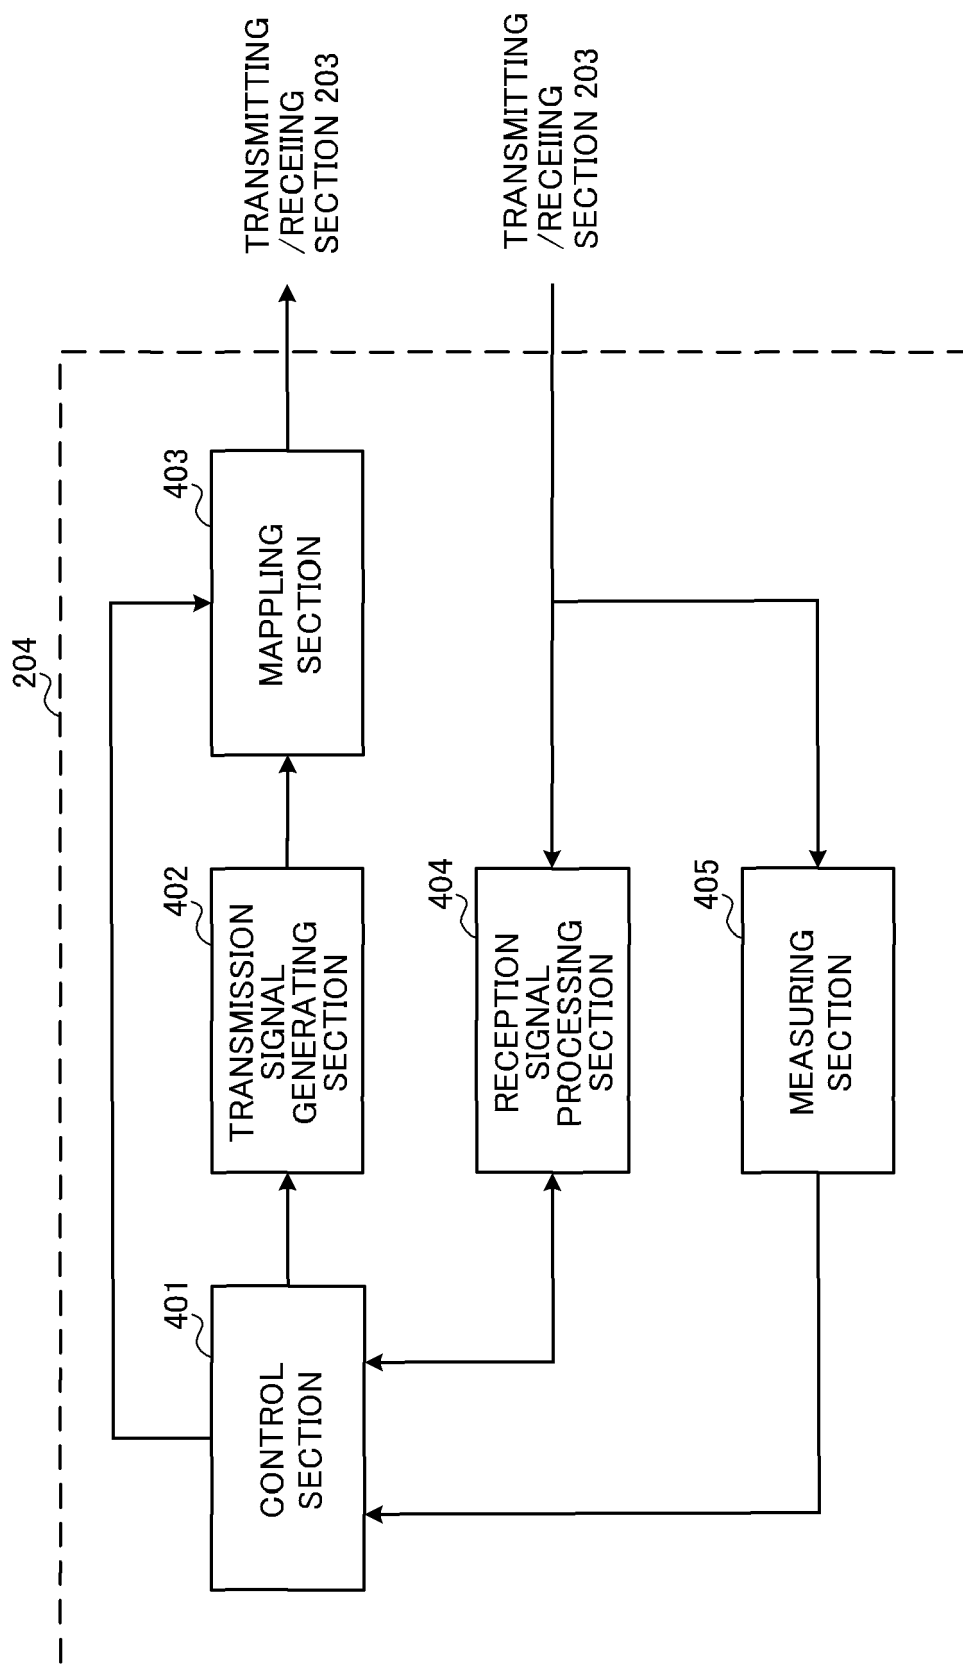 204
401
CONTROL
SECTION
402
TRANSMISSION
SIGNAL
GENERATING
SECTION
403
MAPPLING
SECTION
TRANSMITTING
/RECEIING
SECTION 203
404
RECEPTION
SIGNAL
PROCESSING
SECTION
TRANSMITTING
/RECEIING
SECTION 203
405
MEASURING
SECTION